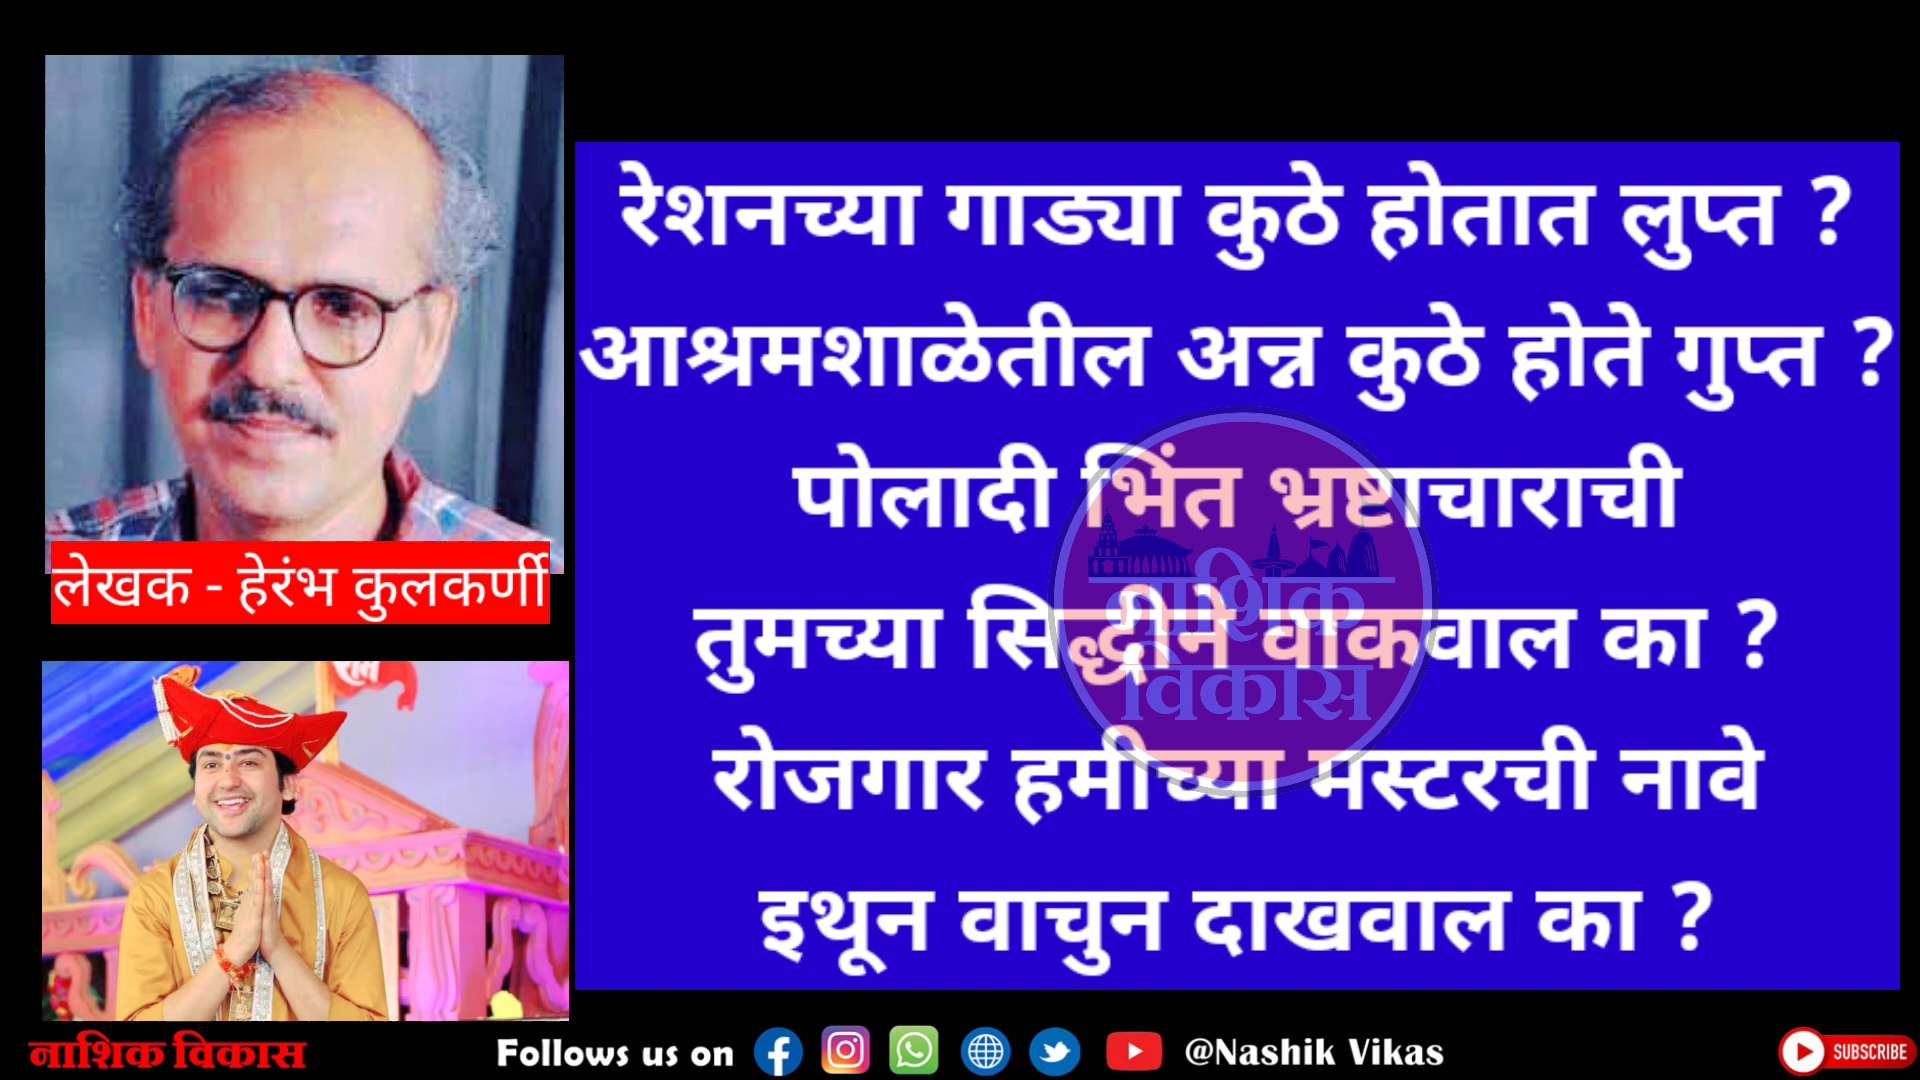 रेशनच्या गाड्या कुठे होतात लुप्त ?
आश्रमशाळेतील अन्न कुठे होते गुप्त ?
पोलादी भिंत भ्रष्टाचाराची
तुमच्या सिद्धीने वाकवाल का ?
रोजगार हमीच्या मस्टरची नावे
इथून वाचुन दाखवाल का ?
नाशिक
विकास
लेखक - हेरंभ कुलकर्णी
राम
नाशिक विकास
Follows us on
@Nashik Vikas
SUBSCRIBE